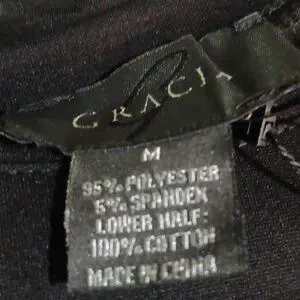 GRACIA
M
95% POLYESTER
5% SPANDEX
LOWER HALF:
100% COTTON
MADE IN CHINA